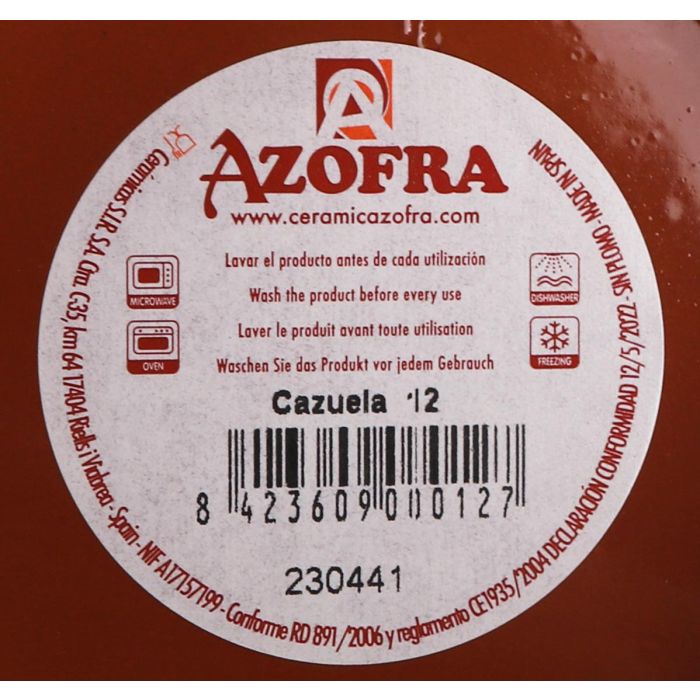 AZOFRA
www.ceramicazofra.com
Lavar el producto antes de cada utilización
Wash the product before every use
Laver le produit avant toute utilisation
Waschen Sie das Produkt vor jedem Gebrauch
MICROWAVE
OVEN
DISHWASHER
FREEZING
Cazuela 12
8 423609 000127
230441
Ceramicas S.I.R. S.A. Ctra. C-35, km 64 17404 Riells i Viabrea - Spain - NIF A17157199 - Conforme RD 891/2006 y reglamento CE1935/2004 DECLARACIÓN CONFORMIDAD 12/5/2022 - SIN PLOMO - MADE IN SPAIN